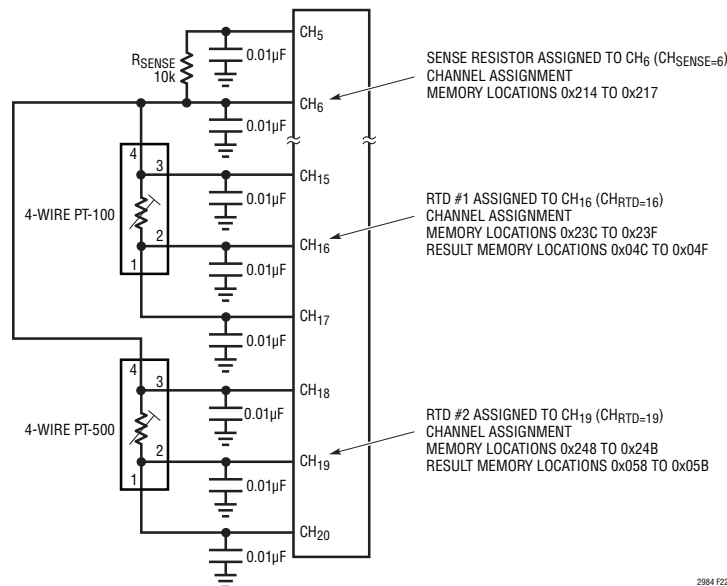 CH5
0.01µF
RSENSE
10k
SENSE RESISTOR ASSIGNED TO CH6 (CHSENSE=6)
CHANNEL ASSIGNMENT
MEMORY LOCATIONS 0x214 TO 0x217
CH6
0.01µF
4
3
CH15
0.01µF
4-WIRE PT-100
RTD #1 ASSIGNED TO CH16 (CHRTD=16)
CHANNEL ASSIGNMENT
MEMORY LOCATIONS 0x23C TO 0x23F
RESULT MEMORY LOCATIONS 0x04C TO 0x04F
2
CH16
1
0.01µF
CH17
0.01µF
4
3
CH18
0.01µF
4-WIRE PT-500
RTD #2 ASSIGNED TO CH19 (CHRTD=19)
CHANNEL ASSIGNMENT
MEMORY LOCATIONS 0x248 TO 0x24B
RESULT MEMORY LOCATIONS 0x058 TO 0x05B
2
CH19
1
0.01µF
CH20
0.01µF
2984 F22